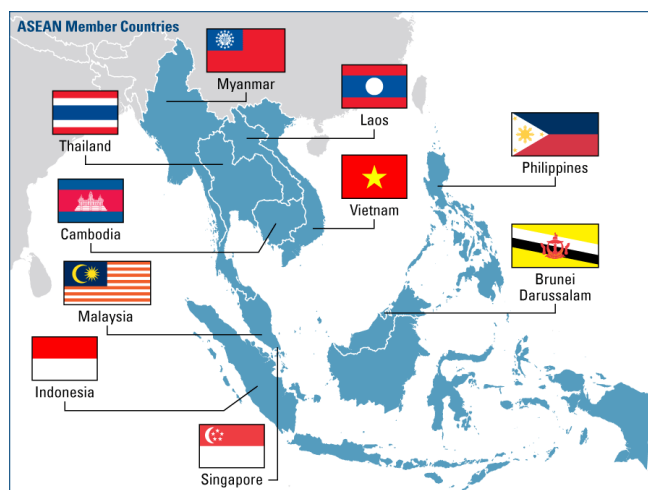 ASEAN Member Countries
Myanmar
Laos
Thailand
Philippines
Vietnam
Cambodia
Brunei
Darussalam
Malaysia
Indonesia
Singapore